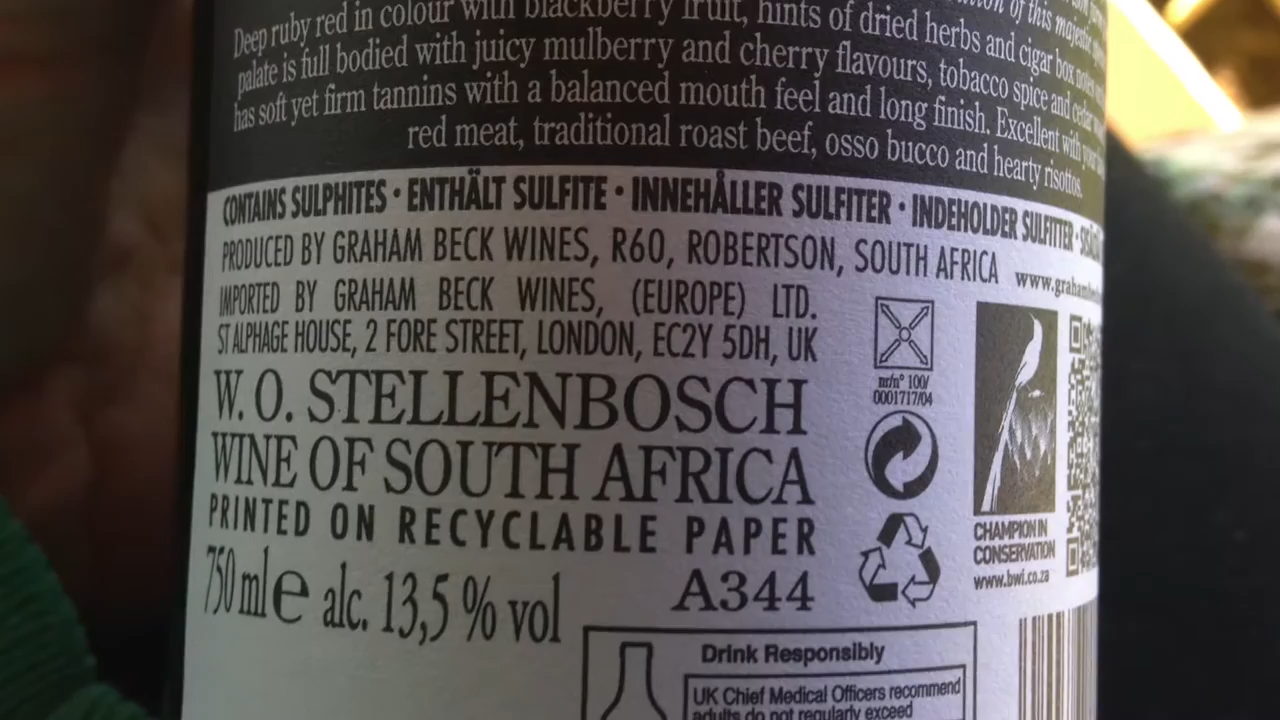 of this majestic
Deep ruby red in colour with blackberry fruit, hints of dried herbs and cigar box notes
palate is full bodied with juicy mulberry and cherry flavours, tobacco spice and cedar
has soft yet firm tannins with a balanced mouth feel and long finish. Excellent with
red meat, traditional roast beef, osso bucco and hearty risottos.
CONTAINS SULPHITES · ENTHÄLT SULFITE · INNEHÅLLER SULFITER · INDEHOLDER SULFITTER ·
PRODUCED BY GRAHAM BECK WINES, R60, ROBERTSON, SOUTH AFRICA
IMPORTED BY GRAHAM BECK WINES, (EUROPE) LTD.
ST ALPHAGE HOUSE, 2 FORE STREET, LONDON, EC2Y 5DH, UK
W. O. STELLENBOSCH
WINE OF SOUTH AFRICA
PRINTED ON RECYCLABLE PAPER
750 ml e alc. 13,5 % vol
A344
nr/n° 100/
0001717/04
CHAMPION IN
CONSERVATION
www.bwi.co.za
Drink Responsibly
UK Chief Medical Officers recommend
adults do not regularly exceed